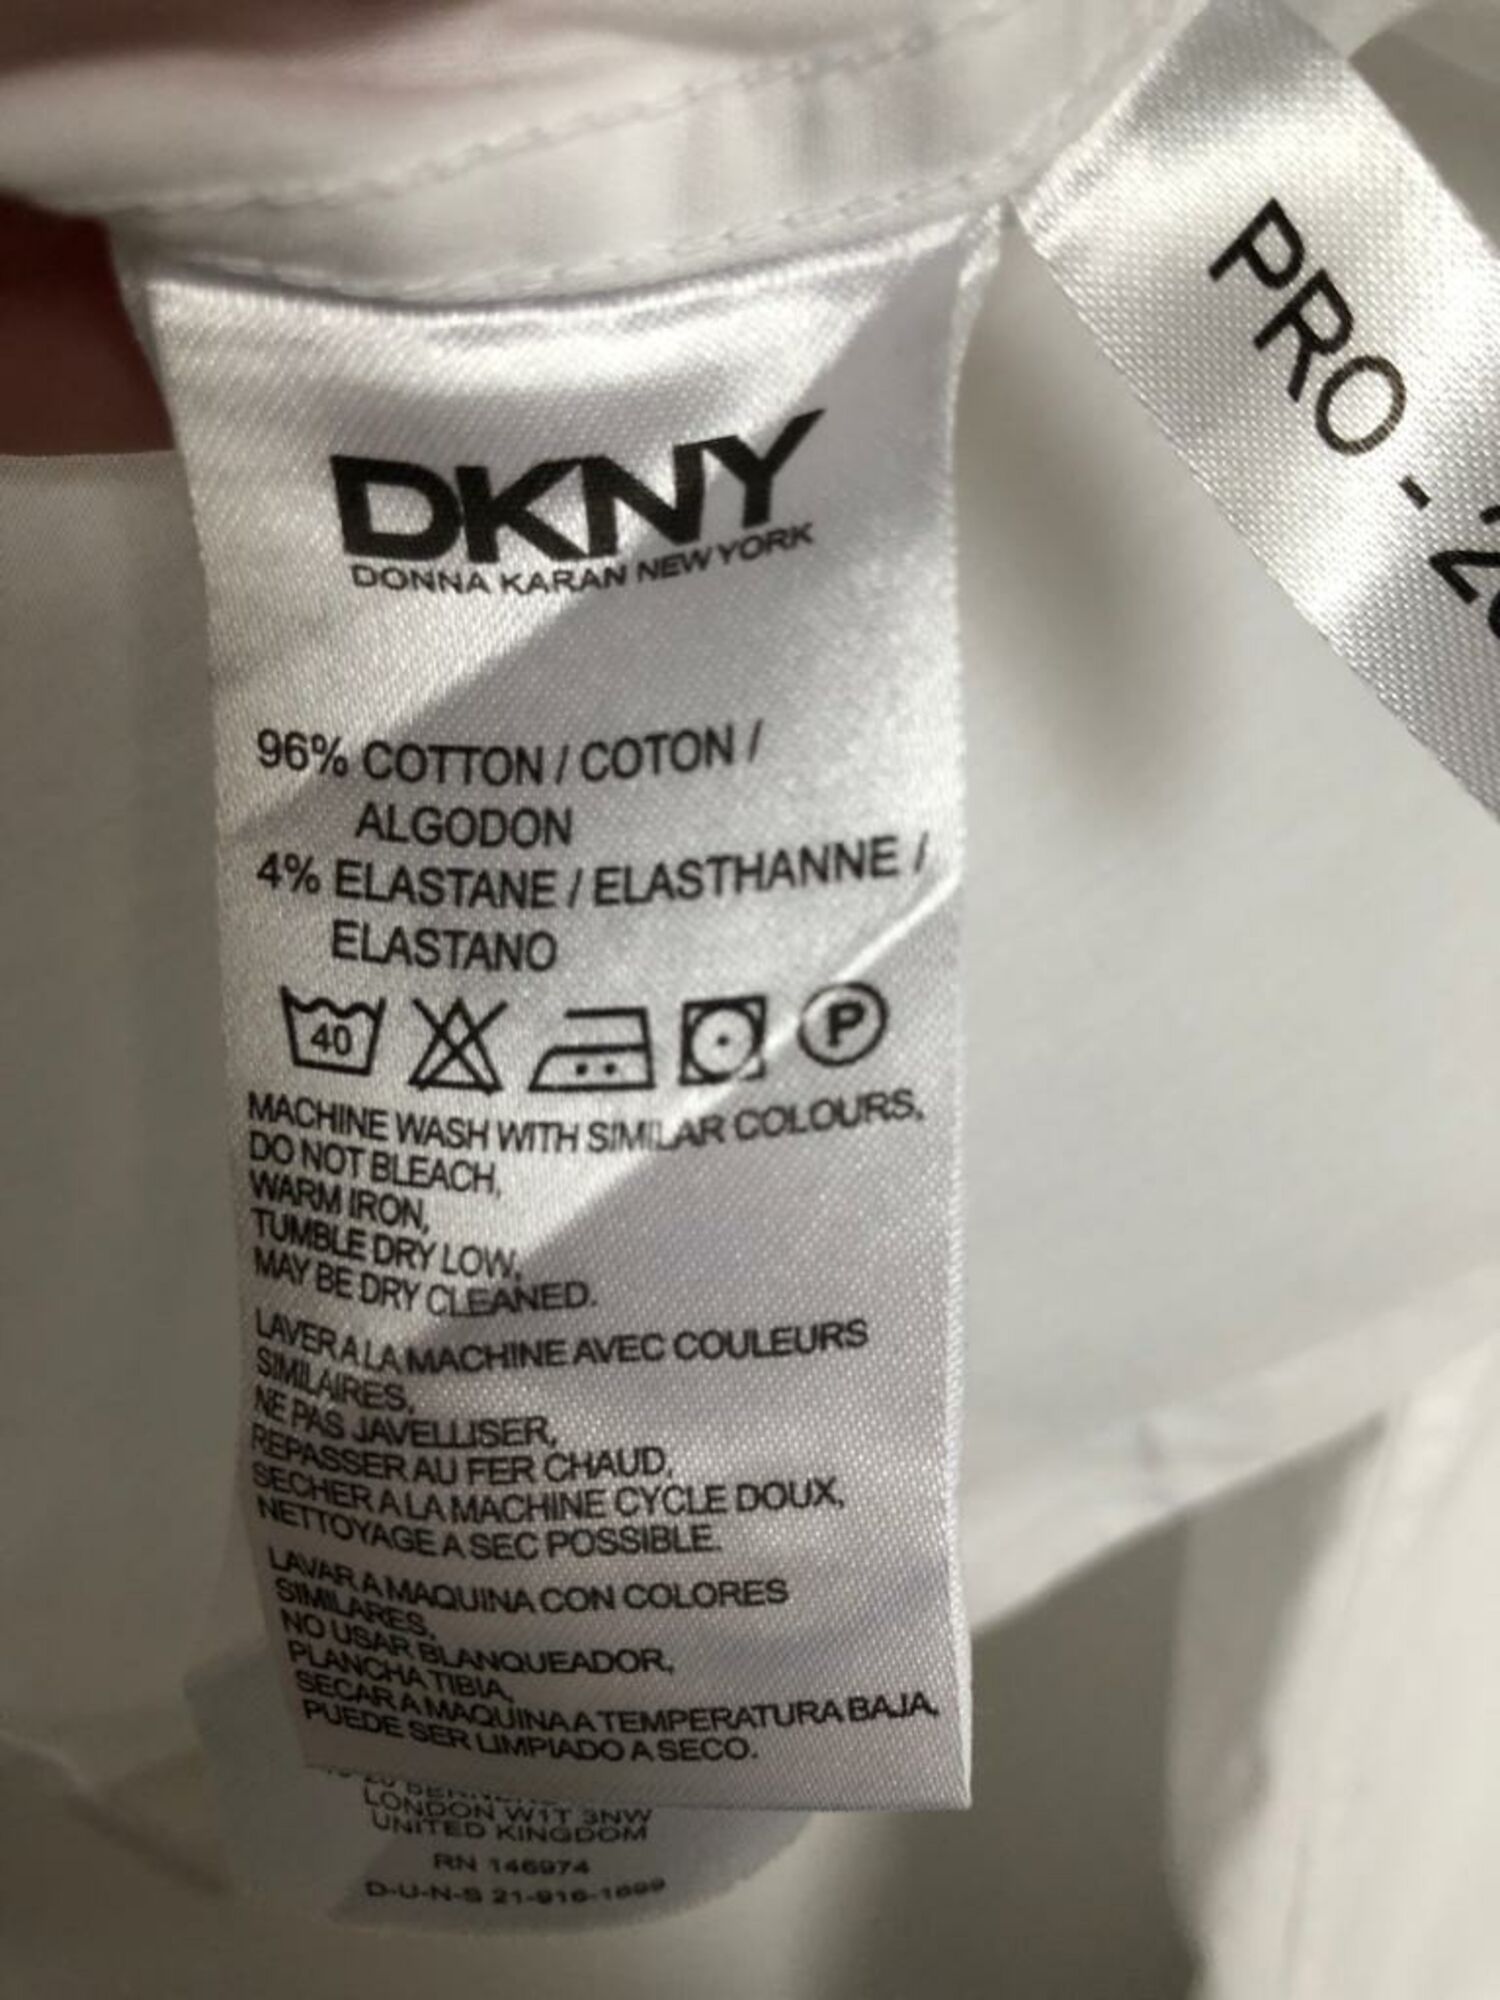 DKNY
DONNA KARAN NEW YORK
96% COTTON / COTON /
ALGODON
4% ELASTANE / ELASTHANNE /
ELASTANO
40
P
MACHINE WASH WITH SIMILAR COLOURS,
DO NOT BLEACH,
WARM IRON,
TUMBLE DRY LOW,
MAY BE DRY CLEANED.
LAVER A LA MACHINE AVEC COULEURS
SIMILAIRES,
NE PAS JAVELLISER,
REPASSER AU FER CHAUD,
SECHER A LA MACHINE CYCLE DOUX,
NETTOYAGE A SEC POSSIBLE.
LAVAR A MAQUINA CON COLORES
SIMILARES,
NO USAR BLANQUEADOR,
PLANCHA TIBIA,
SECAR A MAQUINA A TEMPERATURA BAJA,
PUEDE SER LIMPIADO A SECO.
LONDON W1T 3NW
UNITED KINGDOM
RN 146974
D-U-N-S 21-916-1699
PRO -